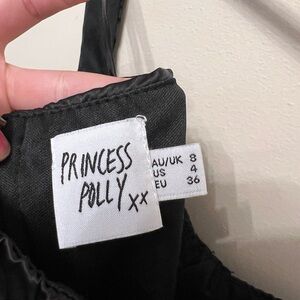 PRINCESS
POLLY xx
AU/UK 8
US 4
EU 36